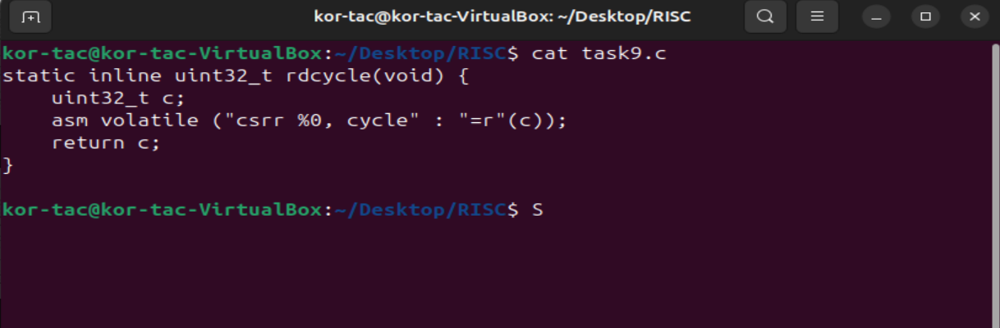 kor-tac@kor-tac-VirtualBox: ~/Desktop/RISC
kor-tac@kor-tac-VirtualBox:~/Desktop/RISC$ cat task9.c
static inline uint32_t rdcycle(void) {
    uint32_t c;
    asm volatile ("csrr %0, cycle" : "=r"(c));
    return c;
}
kor-tac@kor-tac-VirtualBox:~/Desktop/RISC$ S